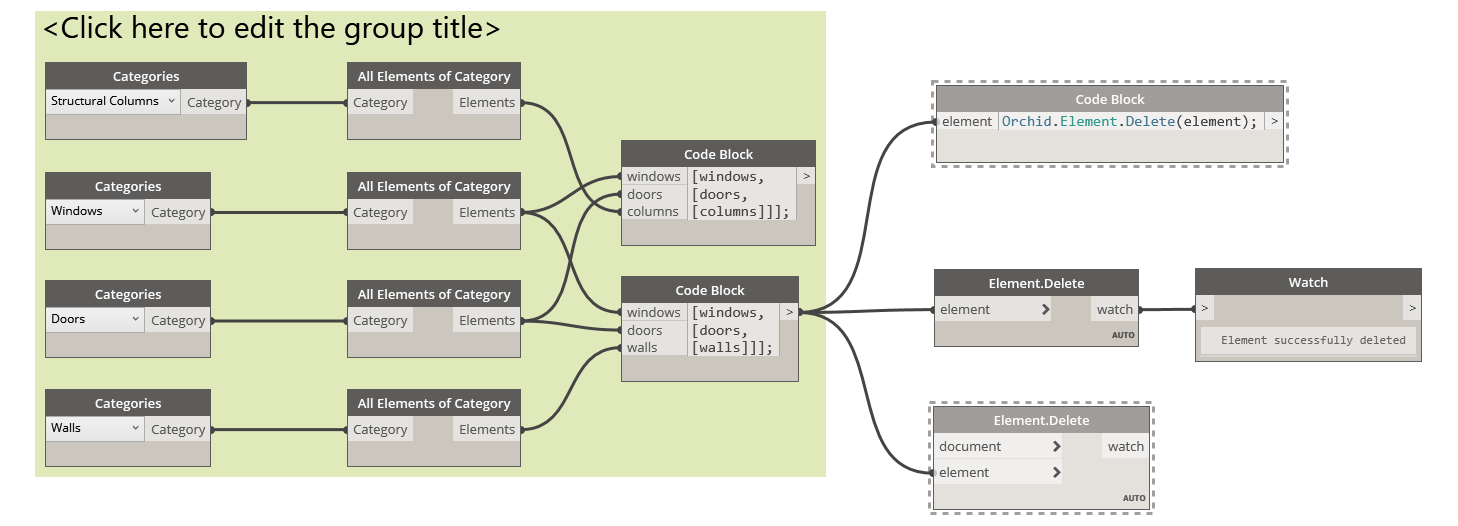 <Click here to edit the group title>
Categories
Structural Columns
Category
All Elements of Category
Category
Elements
Categories
Windows
Category
All Elements of Category
Category
Elements
Categories
Doors
Category
All Elements of Category
Category
Elements
Categories
Walls
Category
All Elements of Category
Category
Elements
Code Block
windows [windows, >
doors [doors,
columns [columns]]];
Code Block
windows [windows, >
doors [doors,
walls [walls]]];
Code Block
element Orchid.Element.Delete(element); >
Element.Delete
element > watch
AUTO
Watch
> >
Element successfully deleted
Element.Delete
document > watch
element >
AUTO